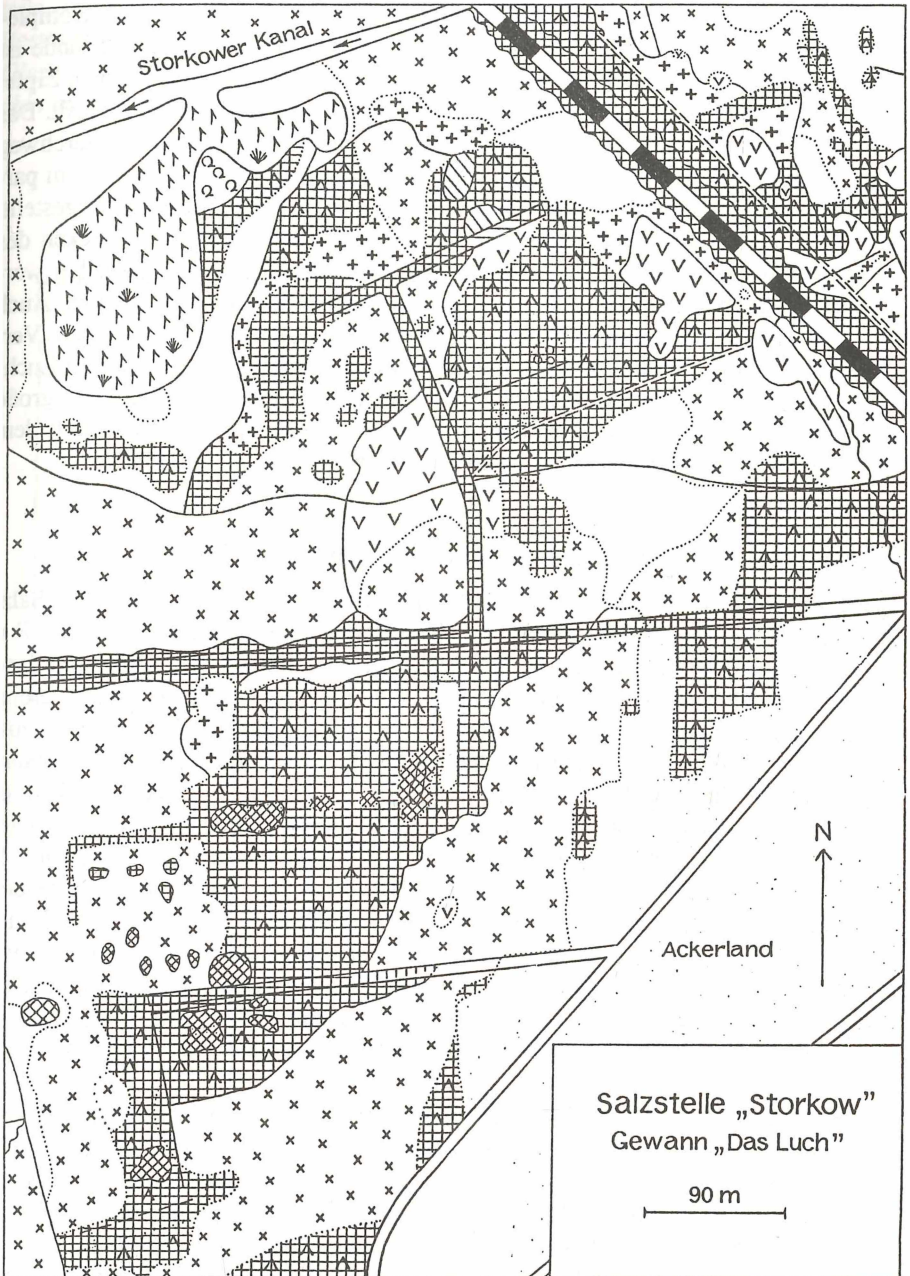 Storkower Kanal
N
Ackerland
Salzstelle „Storkow”
Gewann „Das Luch”
90 m